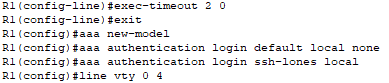 R1(config-line)#exec-timeout 2 0
R1(config-line)#exit
R1(config)#aaa new-model
R1(config)#aaa authentication login default local none
R1(config)#aaa authentication login ssh-lones local
R1(config)#line vty 0 4